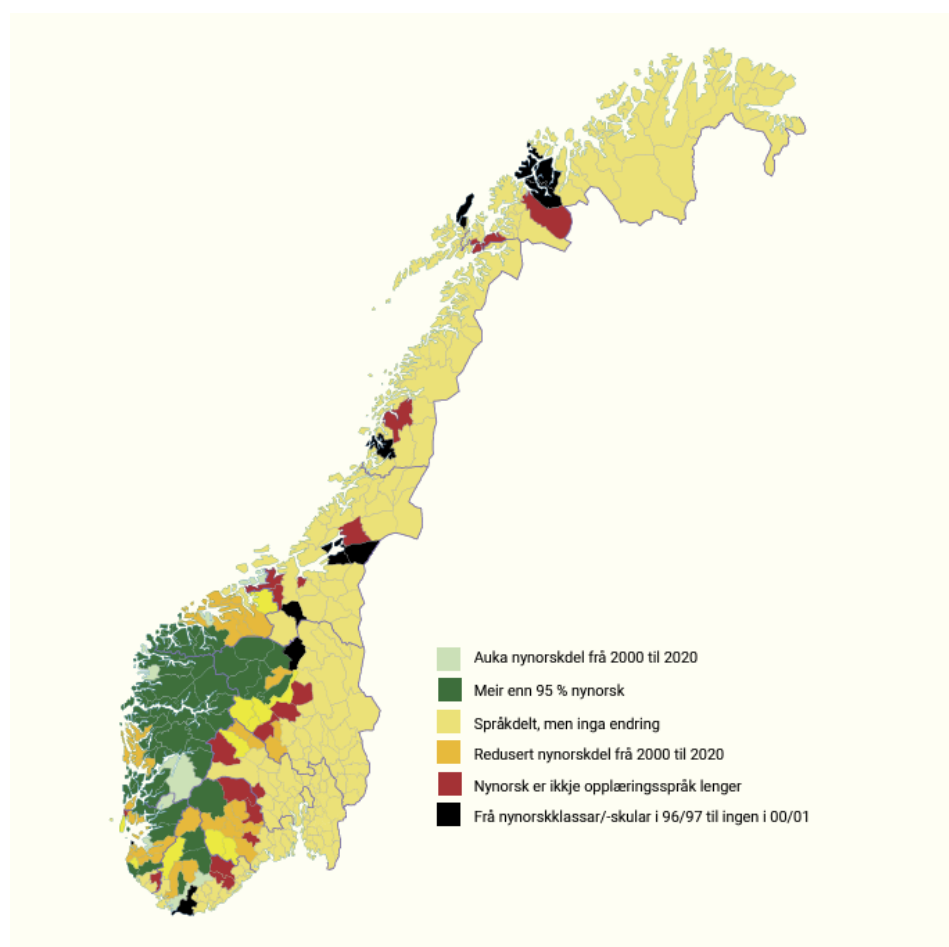 Auka nynorskdel frå 2000 til 2020
Meir enn 95 % nynorsk
Språkdelt, men inga endring
Redusert nynorskdel frå 2000 til 2020
Nynorsk er ikkje opplæringsspråk lenger
Frå nynorskklassar/-skular i 96/97 til ingen i 00/01